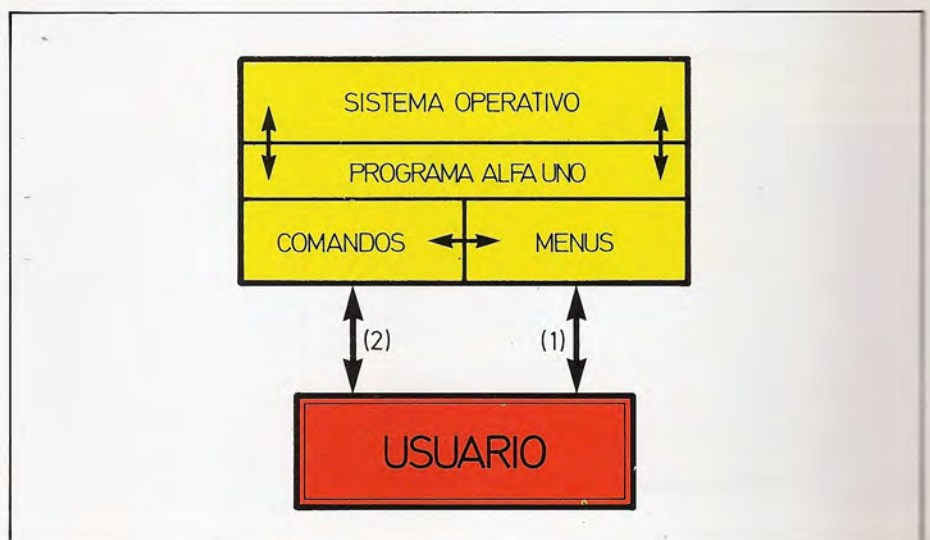 SISTEMA OPERATIVO
PROGRAMA ALFA UNO
COMANDOS
MENUS
(2)
(1)
USUARIO